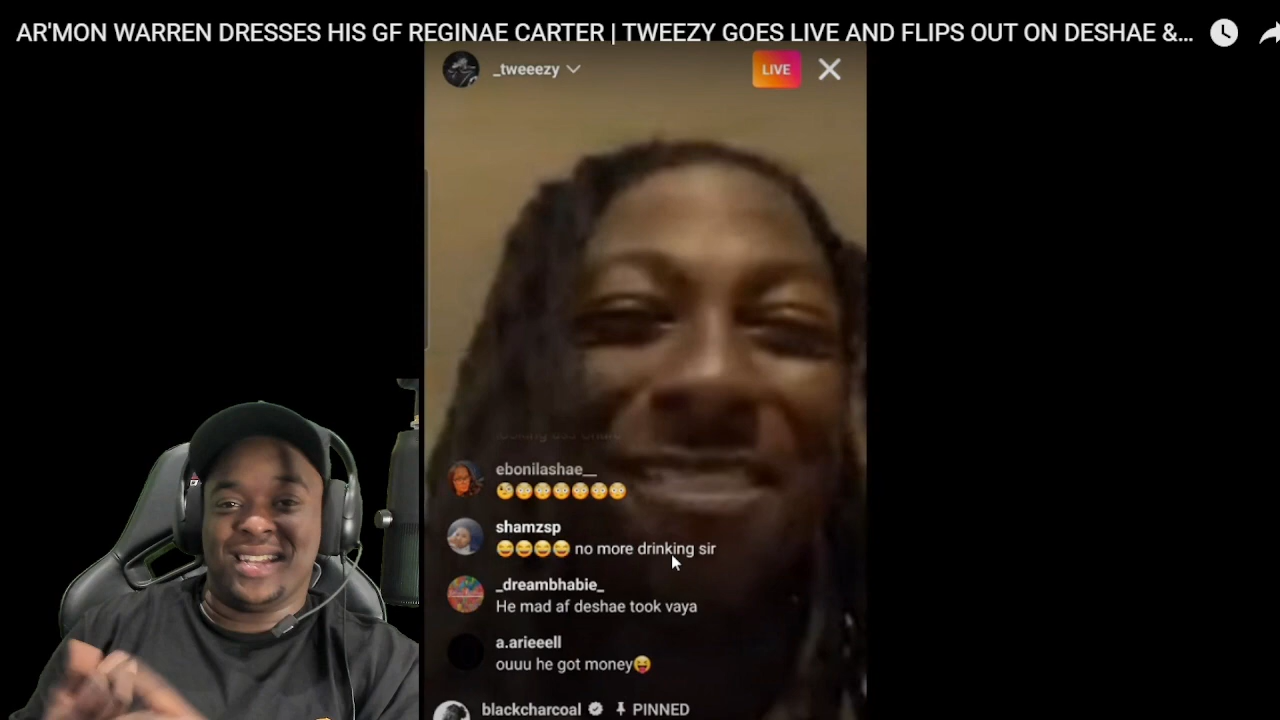 AR'MON WARREN DRESSES HIS GF REGINAE CARTER | TWEEZY GOES LIVE AND FLIPS OUT ON DESHAE &...
_tweeezy
LIVE
ebonilashae__
🧐😳😳😳😳😳😳
shamzsp
😂😂😂😂 no more drinking sir
_dreambhabie_
He mad af deshae took vaya
a.arieeell
ouuu he got money😝
blackcharcoal PINNED